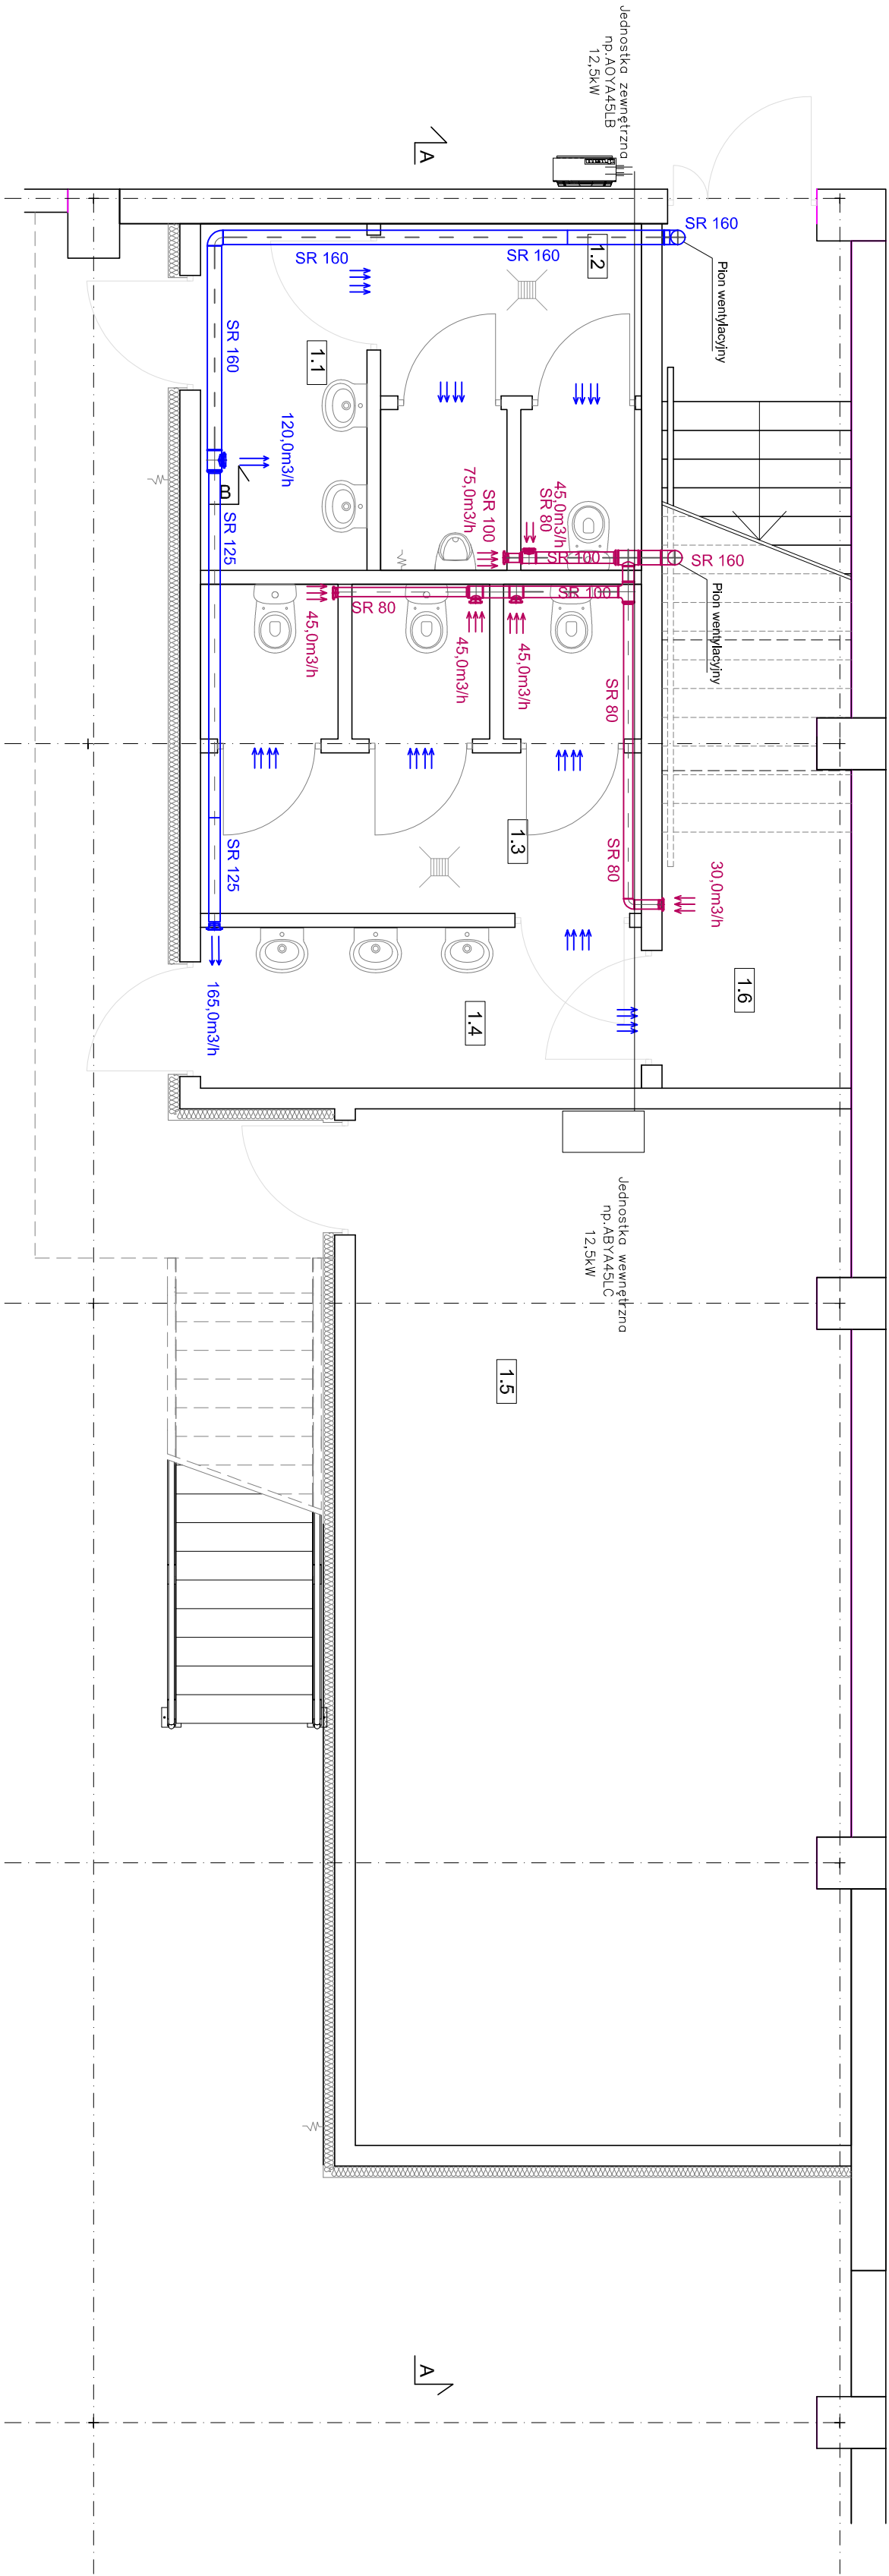 Jednostka zewnętrzna
np.AOYA45LB
12,5kW
A
SR 160
Pion wentylacyjny
1.2
SR 160
SR 160
1.1
SR 160
120,0m3/h
B
SR 125
75,0m3/h
SR 100
45,0m3/h
SR 80
SR 100
SR 160
Pion wentylacyjny
SR 100
SR 80
45,0m3/h
45,0m3/h
45,0m3/h
SR 80
1.3
SR 80
30,0m3/h
SR 125
165,0m3/h
1.4
1.6
Jednostka wewnętrzna
np.ABYA45LC
12,5kW
1.5
A